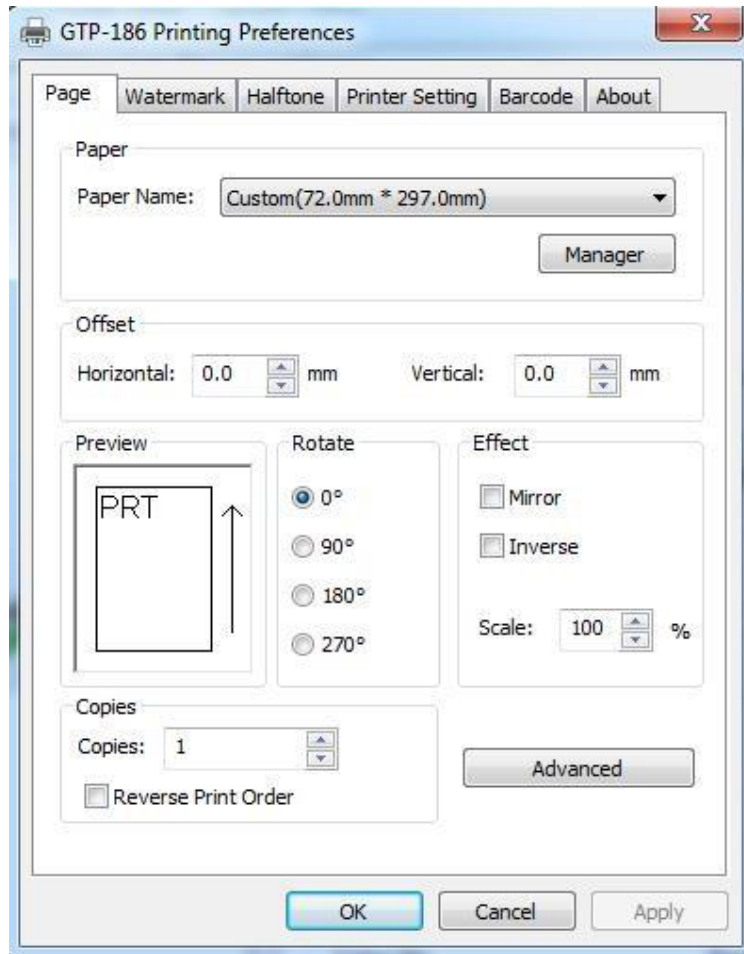 GTP-186 Printing Preferences
Page Watermark Halftone Printer Setting Barcode About
Paper
Paper Name: Custom(72.0mm * 297.0mm)
Manager
Offset
Horizontal: 0.0 mm Vertical: 0.0 mm
Preview Rotate Effect
PRT 0° Mirror
90° Inverse
180°
Scale: 100 %
270°
Copies
Copies: 1
Advanced
Reverse Print Order
OK Cancel Apply